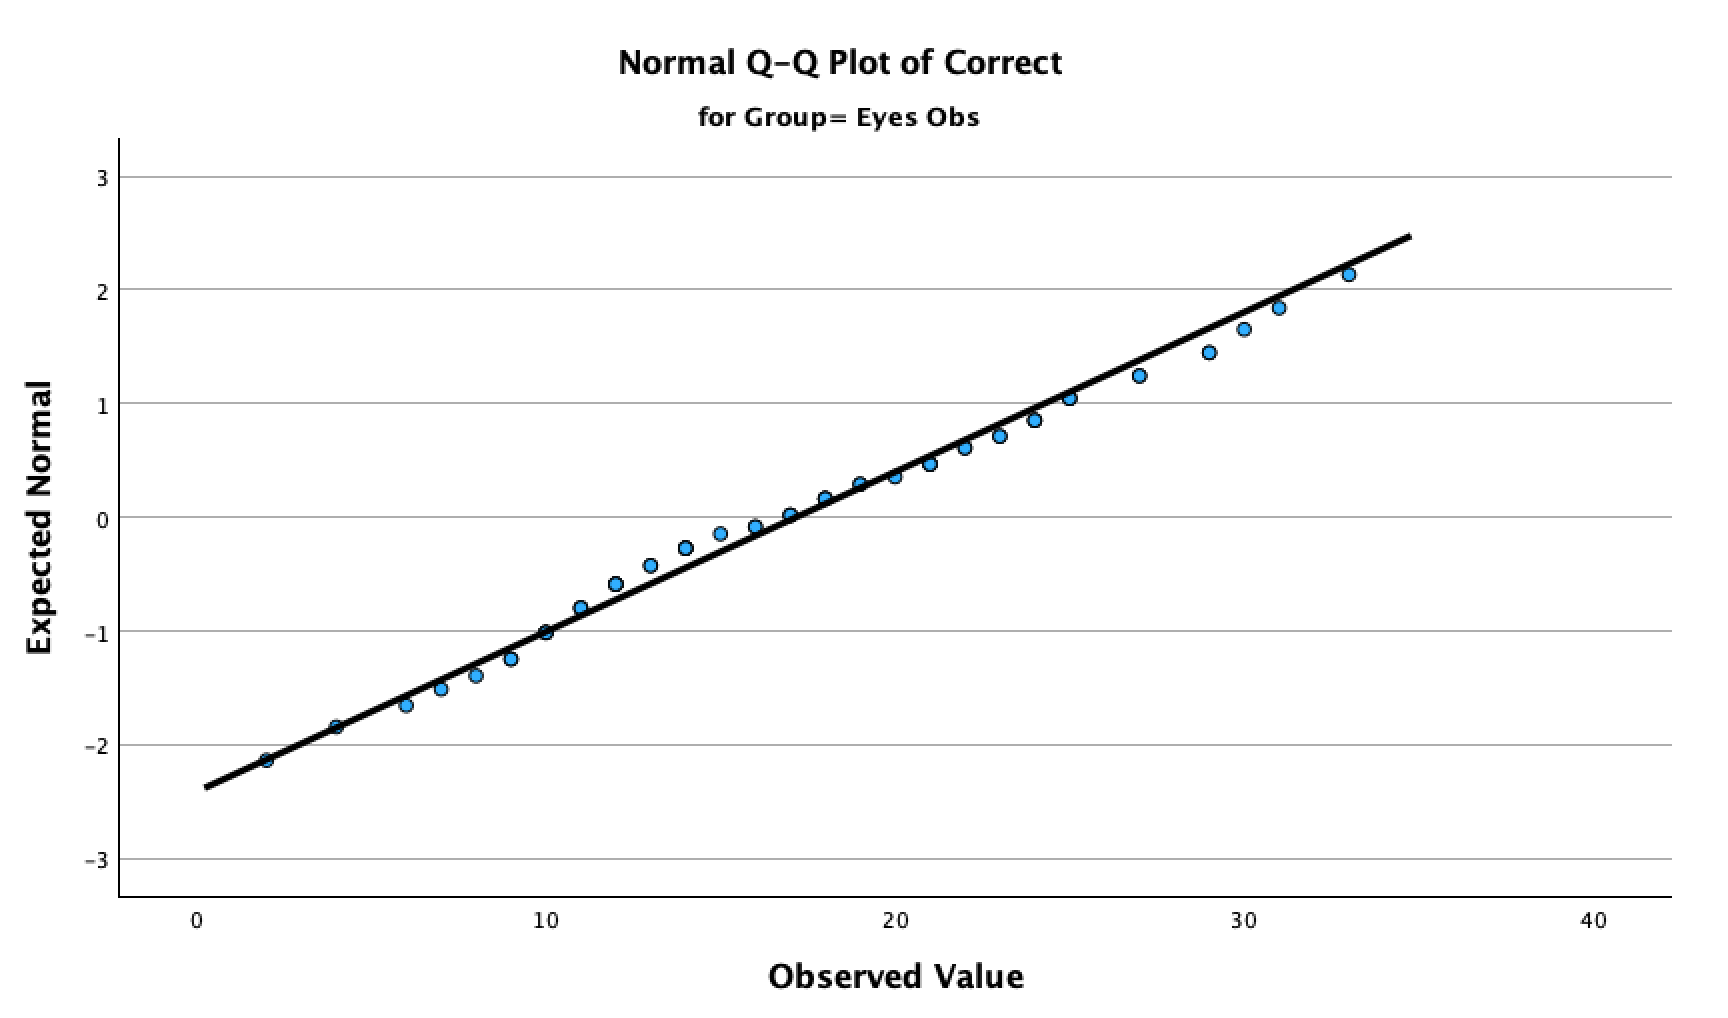 Normal Q-Q Plot of Correct
for Group= Eyes Obs
Expected Normal
3
2
1
0
-1
-2
-3
0 10 20 30 40
Observed Value